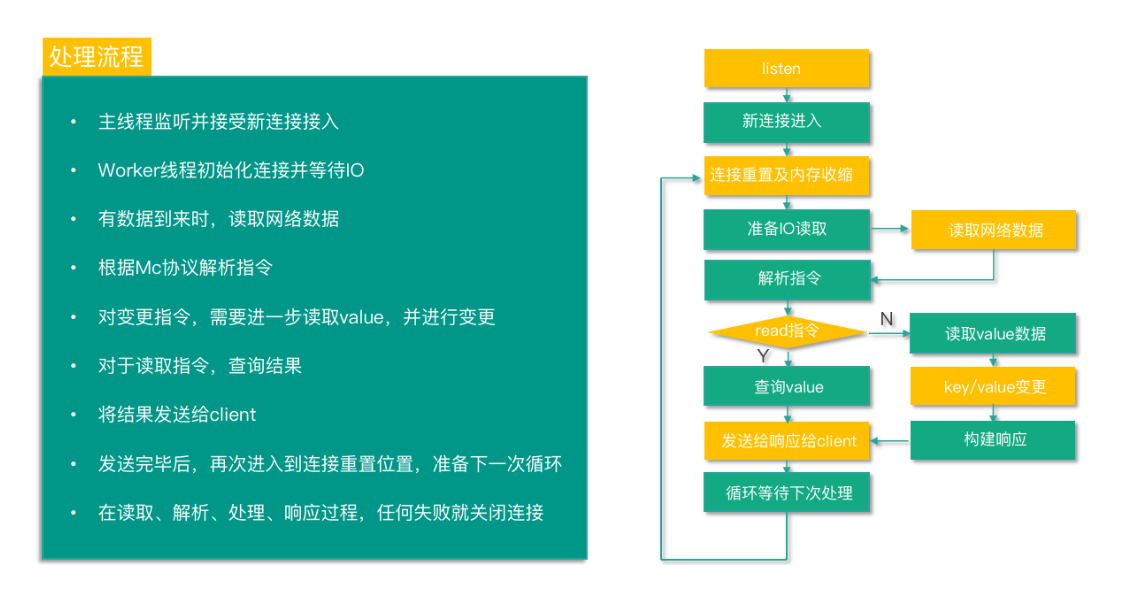 处理流程
• 主线程监听并接受新连接接入
• Worker线程初始化连接并等待IO
• 有数据到来时，读取网络数据
• 根据Mc协议解析指令
• 对变更指令，需要进一步读取value，并进行变更
• 对于读取指令，查询结果
• 将结果发送给client
• 发送完毕后，再次进入到连接重置位置，准备下一次循环
• 在读取、解析、处理、响应过程，任何失败就关闭连接
listen
新连接进入
连接重置及内存收缩
准备IO读取
读取网络数据
解析指令
read指令
N
读取value数据
Y
查询value
key/value变更
发送给响应给client
构建响应
循环等待下次处理